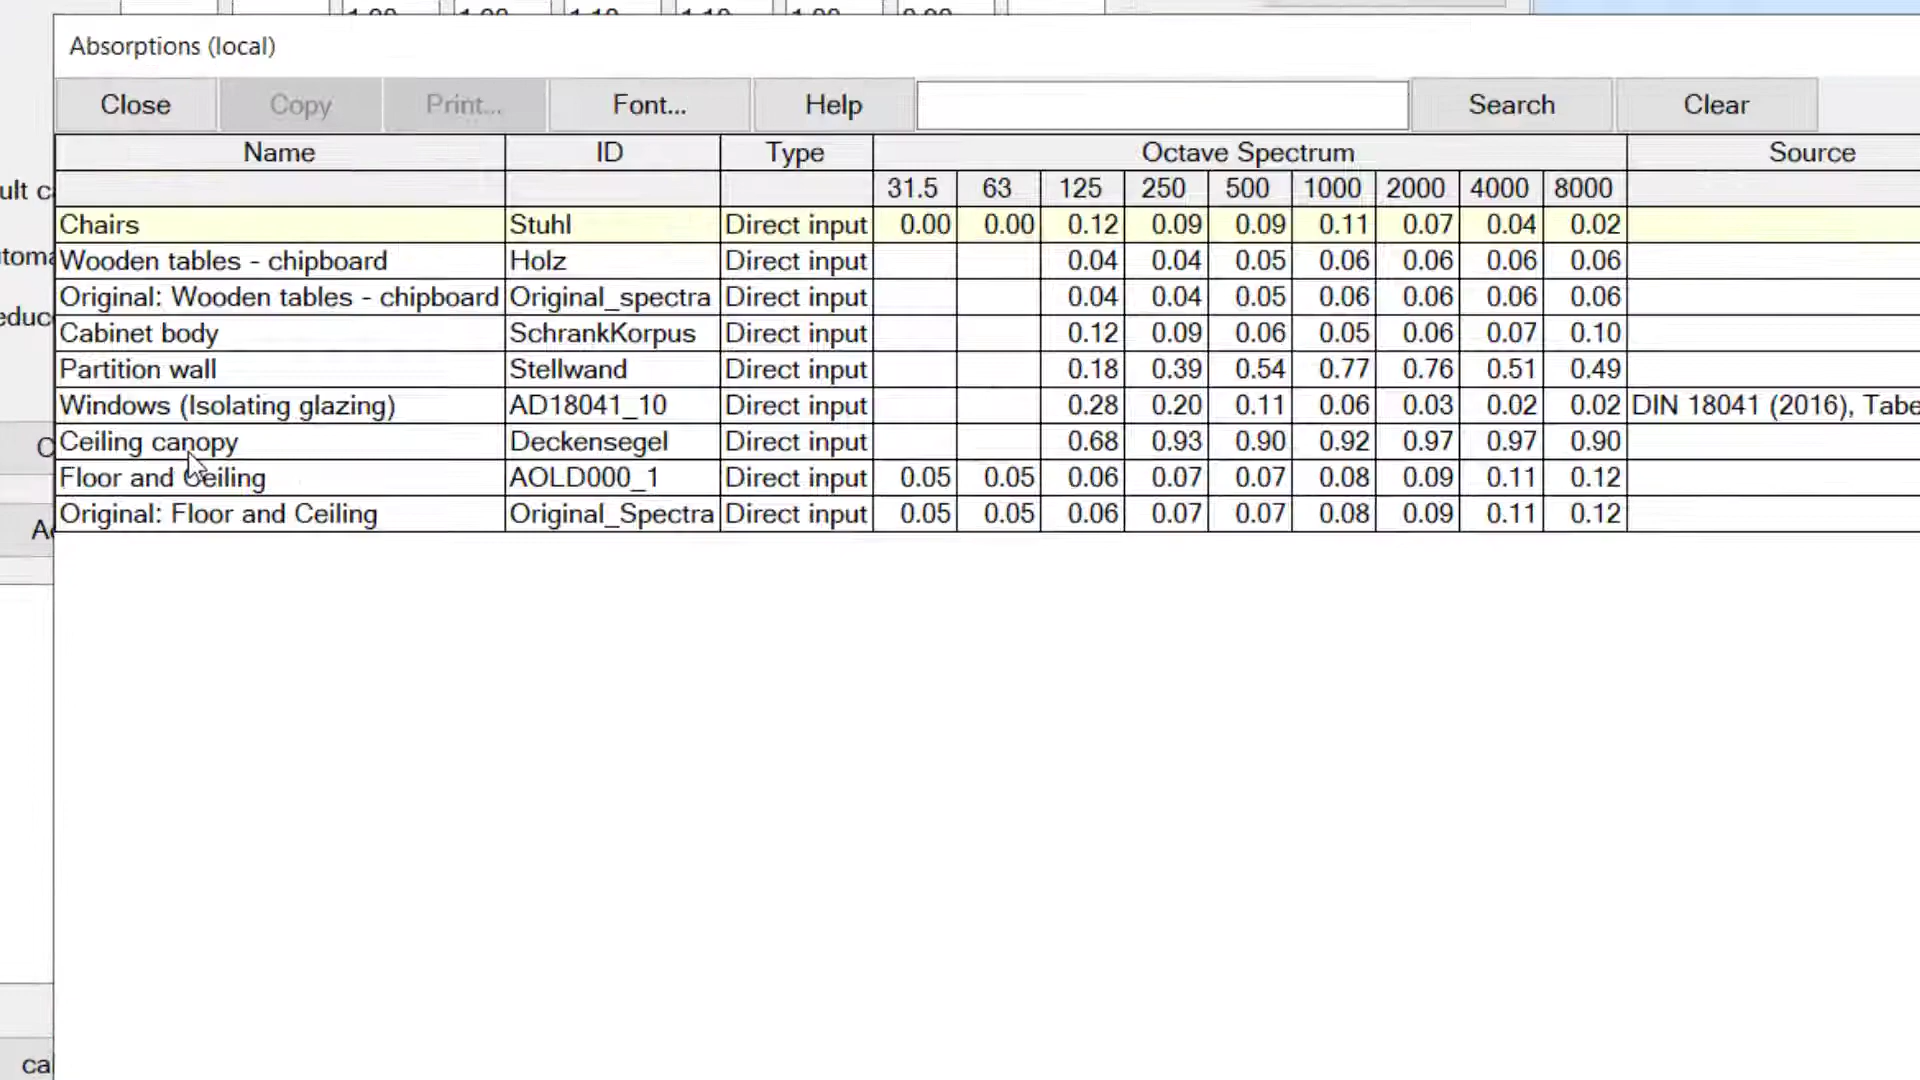 Absorptions (local)
Close Copy Print... Font... Help Search Clear
Name ID Type Octave Spectrum Source
31.5 63 125 250 500 1000 2000 4000 8000
Chairs Stuhl Direct input 0.00 0.00 0.12 0.09 0.09 0.11 0.07 0.04 0.02
Wooden tables - chipboard Holz Direct input 0.04 0.04 0.05 0.06 0.06 0.06 0.06
Original: Wooden tables - chipboard Original_spectra Direct input 0.04 0.04 0.05 0.06 0.06 0.06 0.06
Cabinet body SchrankKorpus Direct input 0.12 0.09 0.06 0.05 0.06 0.07 0.10
Partition wall Stellwand Direct input 0.18 0.39 0.54 0.77 0.76 0.51 0.49
Windows (Isolating glazing) AD18041_10 Direct input 0.28 0.20 0.11 0.06 0.03 0.02 0.02 DIN 18041 (2016), Tabe
Ceiling canopy Deckensegel Direct input 0.68 0.93 0.90 0.92 0.97 0.97 0.90
Floor and Ceiling AOLD000_1 Direct input 0.05 0.05 0.06 0.07 0.07 0.08 0.09 0.11 0.12
Original: Floor and Ceiling Original_Spectra Direct input 0.05 0.05 0.06 0.07 0.07 0.08 0.09 0.11 0.12